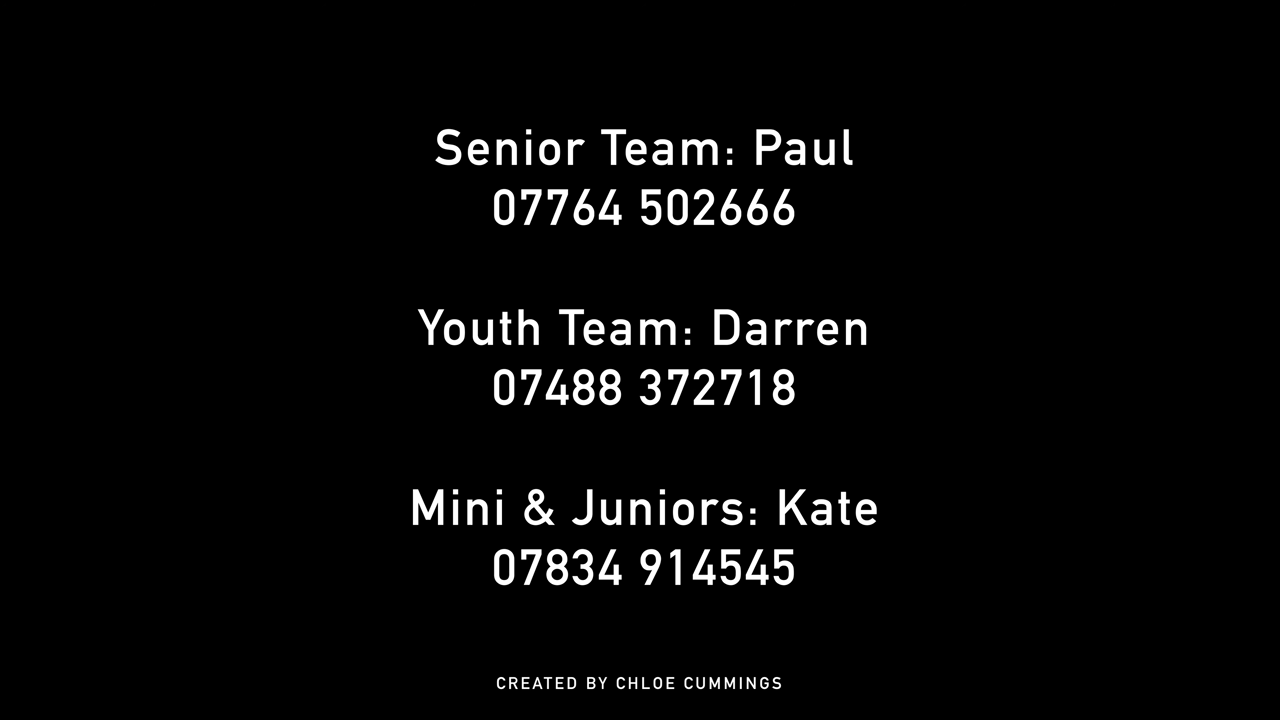 Senior Team: Paul
07764 502666
Youth Team: Darren
07488 372718
Mini & Juniors: Kate
07834 914545
CREATED BY CHLOE CUMMINGS